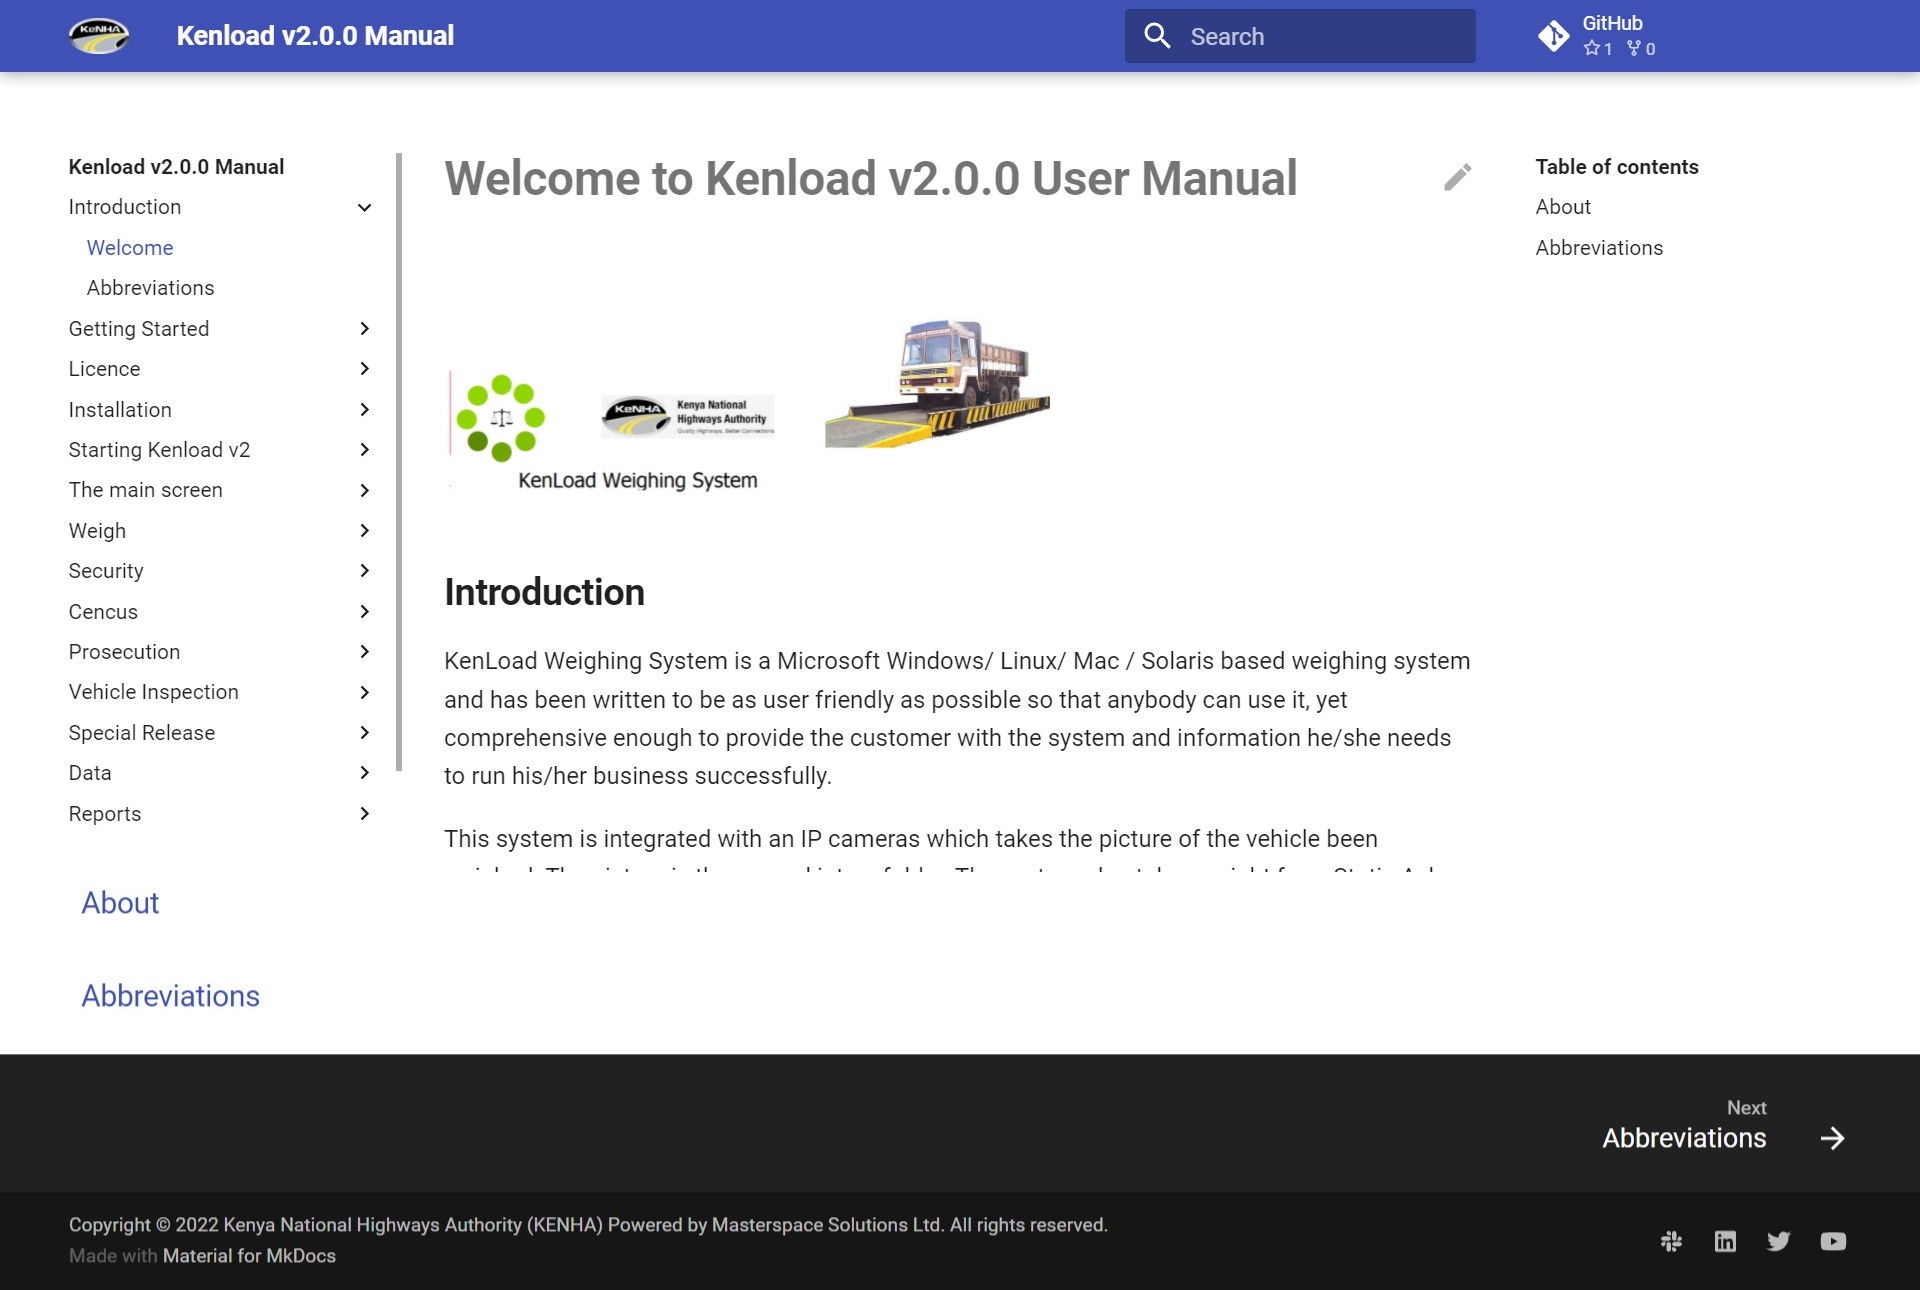 KeNHA
Kenload v2.0.0 Manual
Search
GitHub
1 0
Kenload v2.0.0 Manual
Introduction
Welcome
Abbreviations
Getting Started
Licence
Installation
Starting Kenload v2
The main screen
Weigh
Security
Cencus
Prosecution
Vehicle Inspection
Special Release
Data
Reports
Welcome to Kenload v2.0.0 User Manual
KeNHA
Kenya National
Highways Authority
Quality Highways, Better Connections
KenLoad Weighing System
Introduction
KenLoad Weighing System is a Microsoft Windows/ Linux/ Mac / Solaris based weighing system
and has been written to be as user friendly as possible so that anybody can use it, yet
comprehensive enough to provide the customer with the system and information he/she needs
to run his/her business successfully.
This system is integrated with an IP cameras which takes the picture of the vehicle been
Table of contents
About
Abbreviations
About
Abbreviations
Next
Abbreviations
Copyright © 2022 Kenya National Highways Authority (KENHA) Powered by Masterspace Solutions Ltd. All rights reserved.
Made with Material for MkDocs